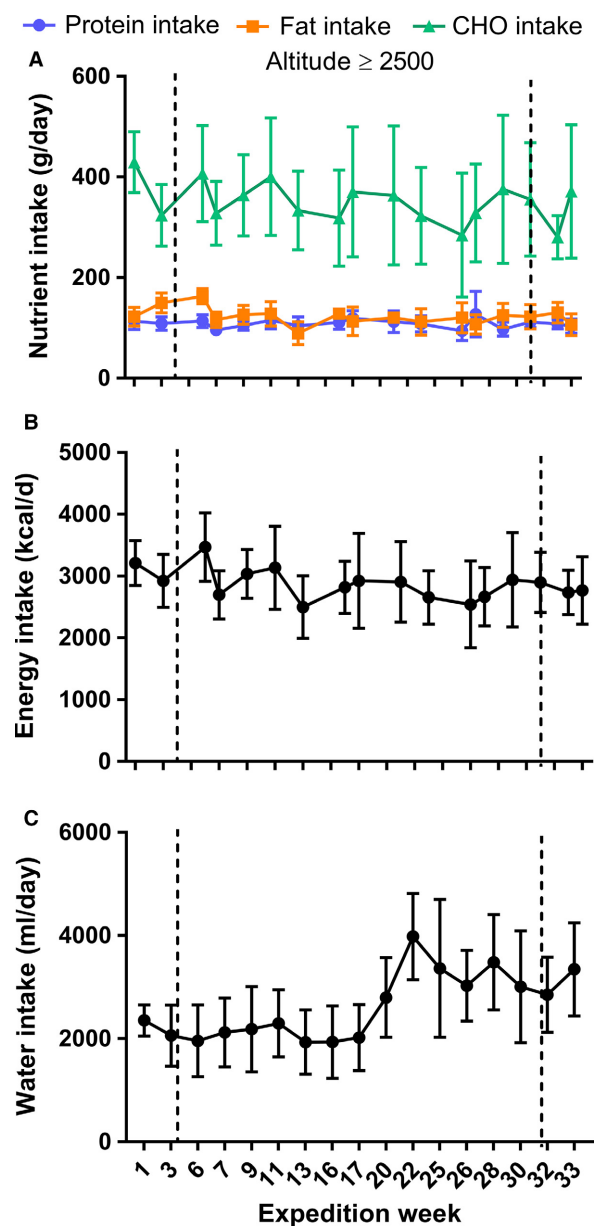 Protein intake Fat intake CHO intake
A
Altitude ≥ 2500
Nutrient intake (g/day)
600
400
200
0
B
Energy intake (kcal/d)
5000
4000
3000
2000
1000
0
C
Water intake (ml/day)
6000
4000
2000
0
1 3 6 7 9 11 13 16 17 20 22 25 26 28 30 32 33
Expedition week